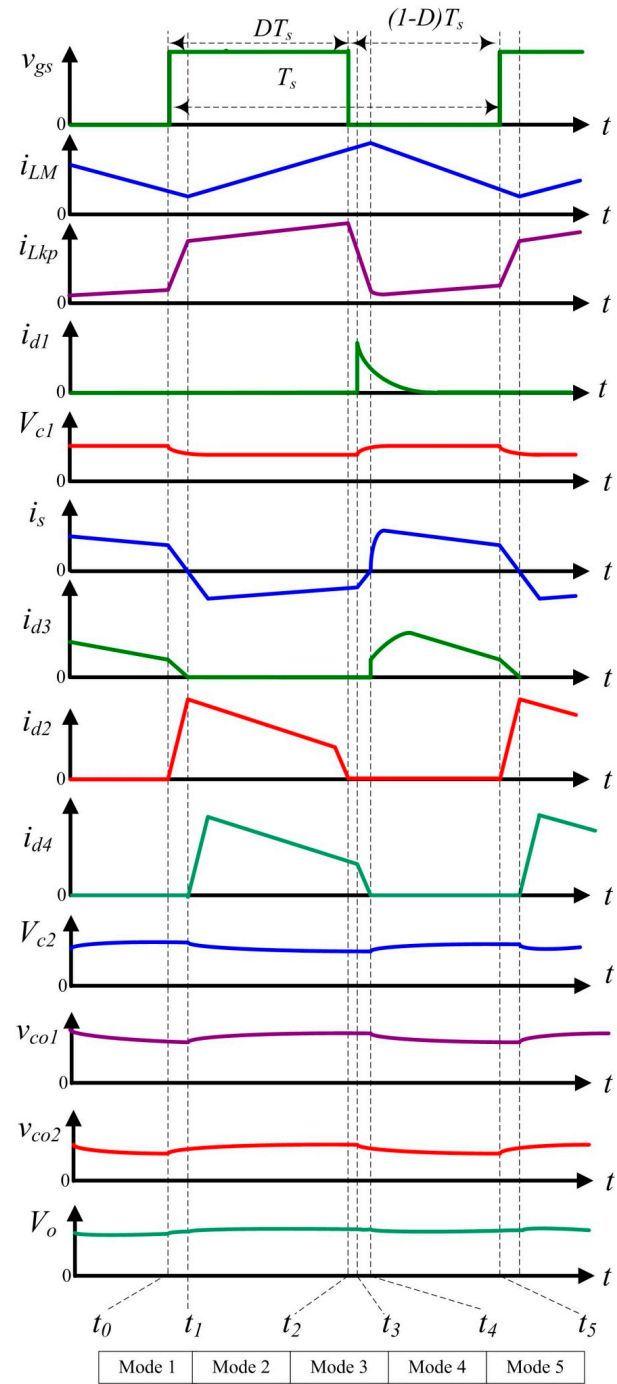 DTs (1-D)Ts
vgs
Ts
0 t
iLM
0 t
iLkp
0 t
id1
0 t
Vc1
0 t
is
0 t
id3
0 t
id2
0 t
id4
0 t
Vc2
0 t
vco1
0 t
vco2
0 t
Vo
0 t
t0 t1 t2 t3 t4 t5
Mode 1 Mode 2 Mode 3 Mode 4 Mode 5